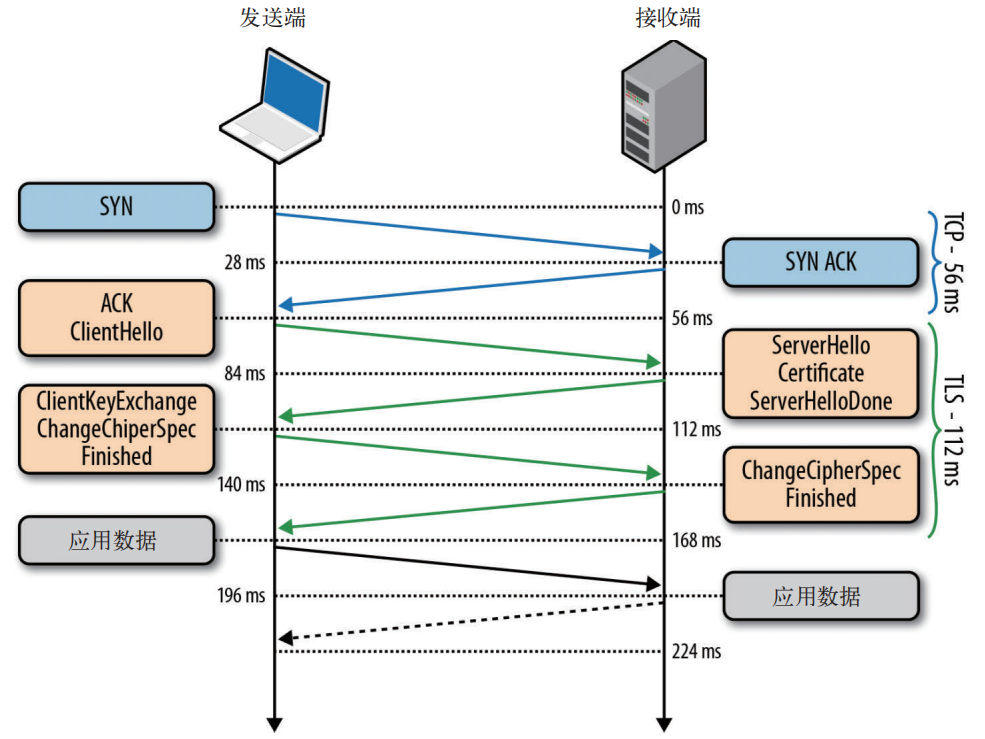 发送端
接收端
SYN
0 ms
28 ms
SYN ACK
TCP - 56 ms
ACK
ClientHello
56 ms
ServerHello
Certificate
ServerHelloDone
84 ms
TLS - 112 ms
ClientKeyExchange
ChangeChiperSpec
Finished
112 ms
140 ms
ChangeCipherSpec
Finished
应用数据
168 ms
196 ms
应用数据
224 ms